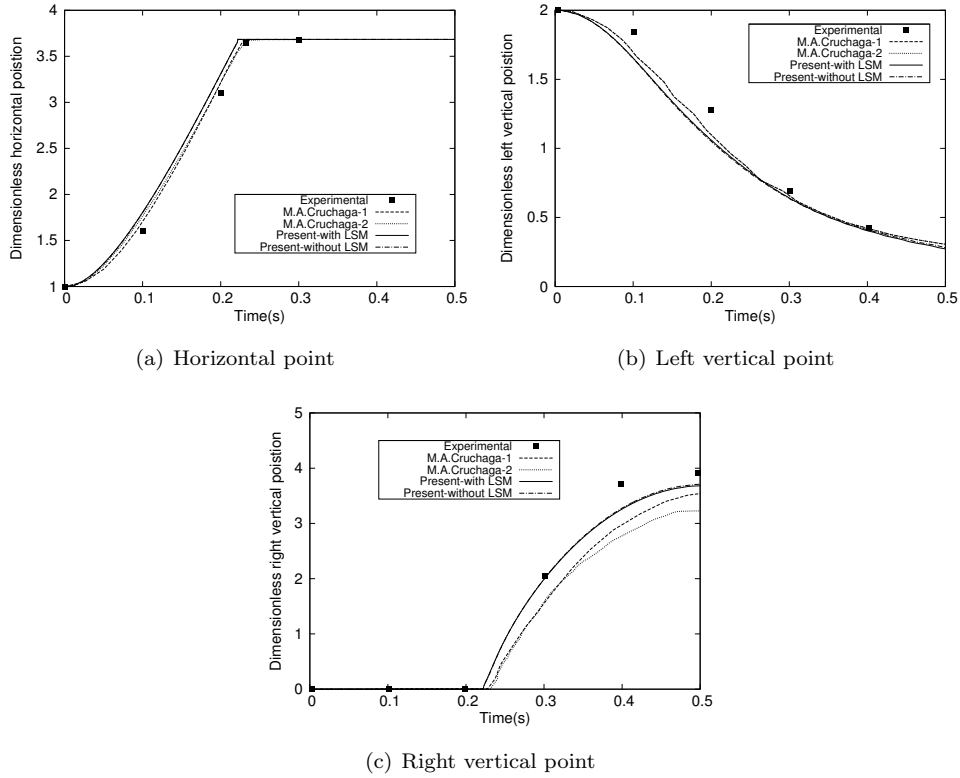 4
3.5
3
2.5
2
1.5
1
0
0.1
0.2
0.3
0.4
0.5
Dimensionless horizontal poistion
Time(s)
Experimental
M.A.Cruchaga-1
M.A.Cruchaga-2
Present-with LSM
Present-without LSM
(a) Horizontal point
2
1.5
1
0.5
0
0
0.1
0.2
0.3
0.4
0.5
Dimensionless left vertical poistion
Time(s)
Experimental
M.A.Cruchaga-1
M.A.Cruchaga-2
Present-with LSM
Present-without LSM
(b) Left vertical point
5
4
3
2
1
0
0
0.1
0.2
0.3
0.4
0.5
Dimensionless right vertical poistion
Time(s)
Experimental
M.A.Cruchaga-1
M.A.Cruchaga-2
Present-with LSM
Present-without LSM
(c) Right vertical point